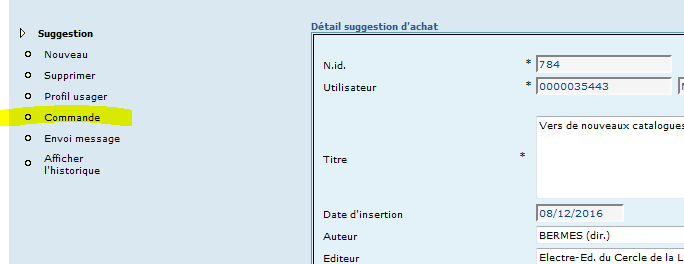 Suggestion
Nouveau
Supprimer
Profil usager
Commande
Envoi message
Afficher
l'historique
Détail suggestion d'achat
N.id. * 784
Utilisateur * 0000035443
Titre * Vers de nouveaux catalogues
Date d'insertion 08/12/2016
Auteur BERMES (dir.)
Editeur Electre-Ed. du Cercle de la L